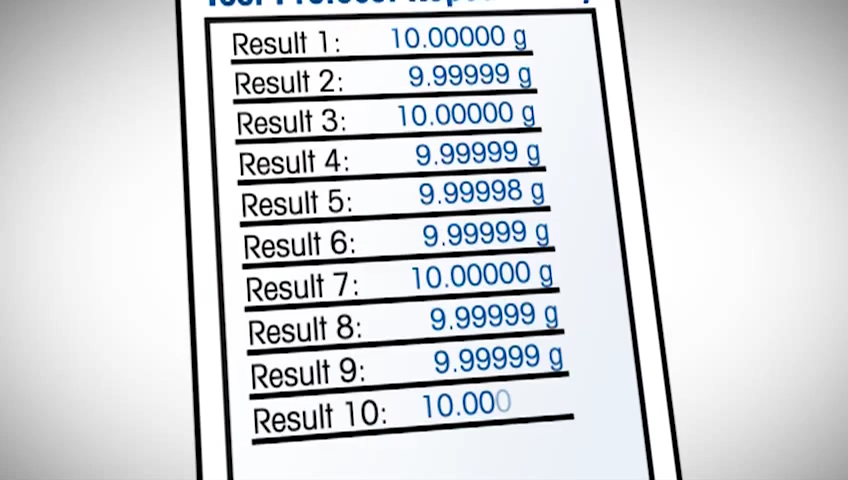 Result 1: 10.00000 g
Result 2: 9.99999 g
Result 3: 10.00000 g
Result 4: 9.99999 g
Result 5: 9.99998 g
Result 6: 9.99999 g
Result 7: 10.00000 g
Result 8: 9.99999 g
Result 9: 9.99999 g
Result 10: 10.000